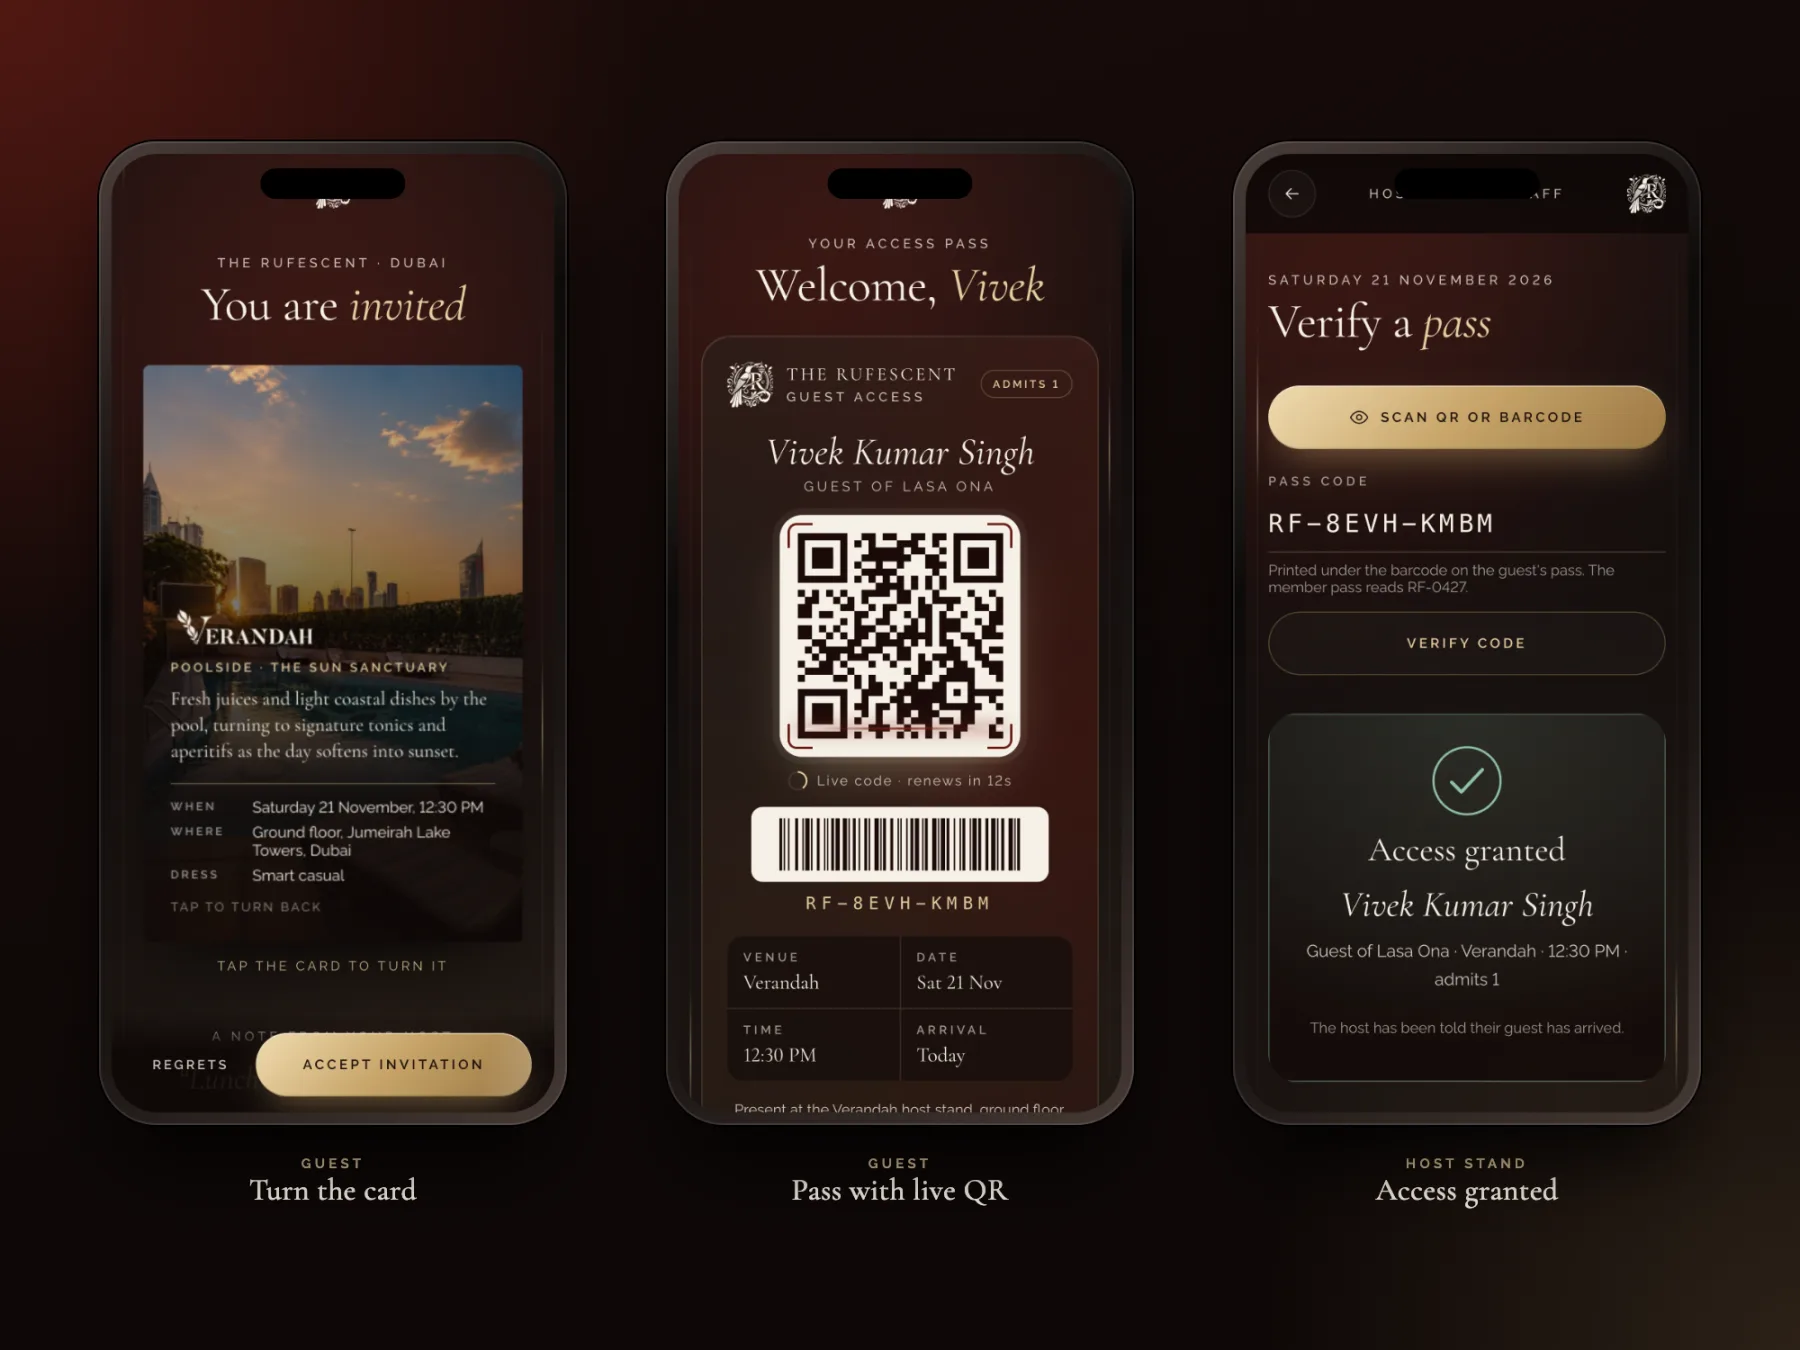 THE RUFESCENT · DUBAI
You are invited
VERANDAH
POOLSIDE · THE SUN SANCTUARY
Fresh juices and light coastal dishes by the
pool, turning to signature tonics and
aperitifs as the day softens into sunset.
WHEN Saturday 21 November, 12:30 PM
WHERE Ground floor, Jumeirah Lake
Towers, Dubai
DRESS Smart casual
TAP TO TURN BACK
TAP THE CARD TO TURN IT
A NOTE FROM YOUR HOST
"Lunch
REGRETS
ACCEPT INVITATION
GUEST
Turn the card
YOUR ACCESS PASS
Welcome, Vivek
THE RUFESCENT
GUEST ACCESS
ADMITS 1
Vivek Kumar Singh
GUEST OF LASA ONA
Live code · renews in 12s
RF-8EVH-KMBM
VENUE
Verandah
DATE
Sat 21 Nov
TIME
12:30 PM
ARRIVAL
Today
Present at the Verandah host stand, ground floor
GUEST
Pass with live QR
SATURDAY 21 NOVEMBER 2026
Verify a pass
SCAN QR OR BARCODE
PASS CODE
RF-8EVH-KMBM
Printed under the barcode on the guest's pass. The
member pass reads RF-0427.
VERIFY CODE
Access granted
Vivek Kumar Singh
Guest of Lasa Ona · Verandah · 12:30 PM ·
admits 1
The host has been told their guest has arrived.
HOST STAND
Access granted